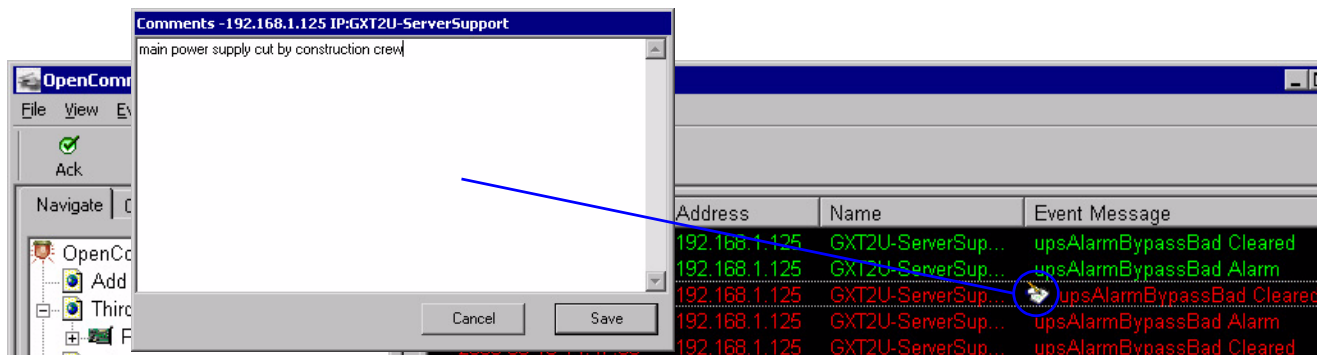 Comments -192.168.1.125 IP:GXT2U-ServerSupport
main power supply cut by construction crew
OpenComm
File View Ev
Ack
Navigate
Address Name Event Message
OpenCo
192.168.1.125 GXT2U-ServerSup... upsAlarmBypassBad Cleared
Add
192.168.1.125 GXT2U-ServerSup... upsAlarmBypassBad Alarm
Third
192.168.1.125 GXT2U-ServerSup... upsAlarmBypassBad Cleared
Cancel Save
192.168.1.125 GXT2U-ServerSup... upsAlarmBypassBad Alarm
F
192.168.1.125 GXT2U-ServerSup... upsAlarmBypassBad Cleared